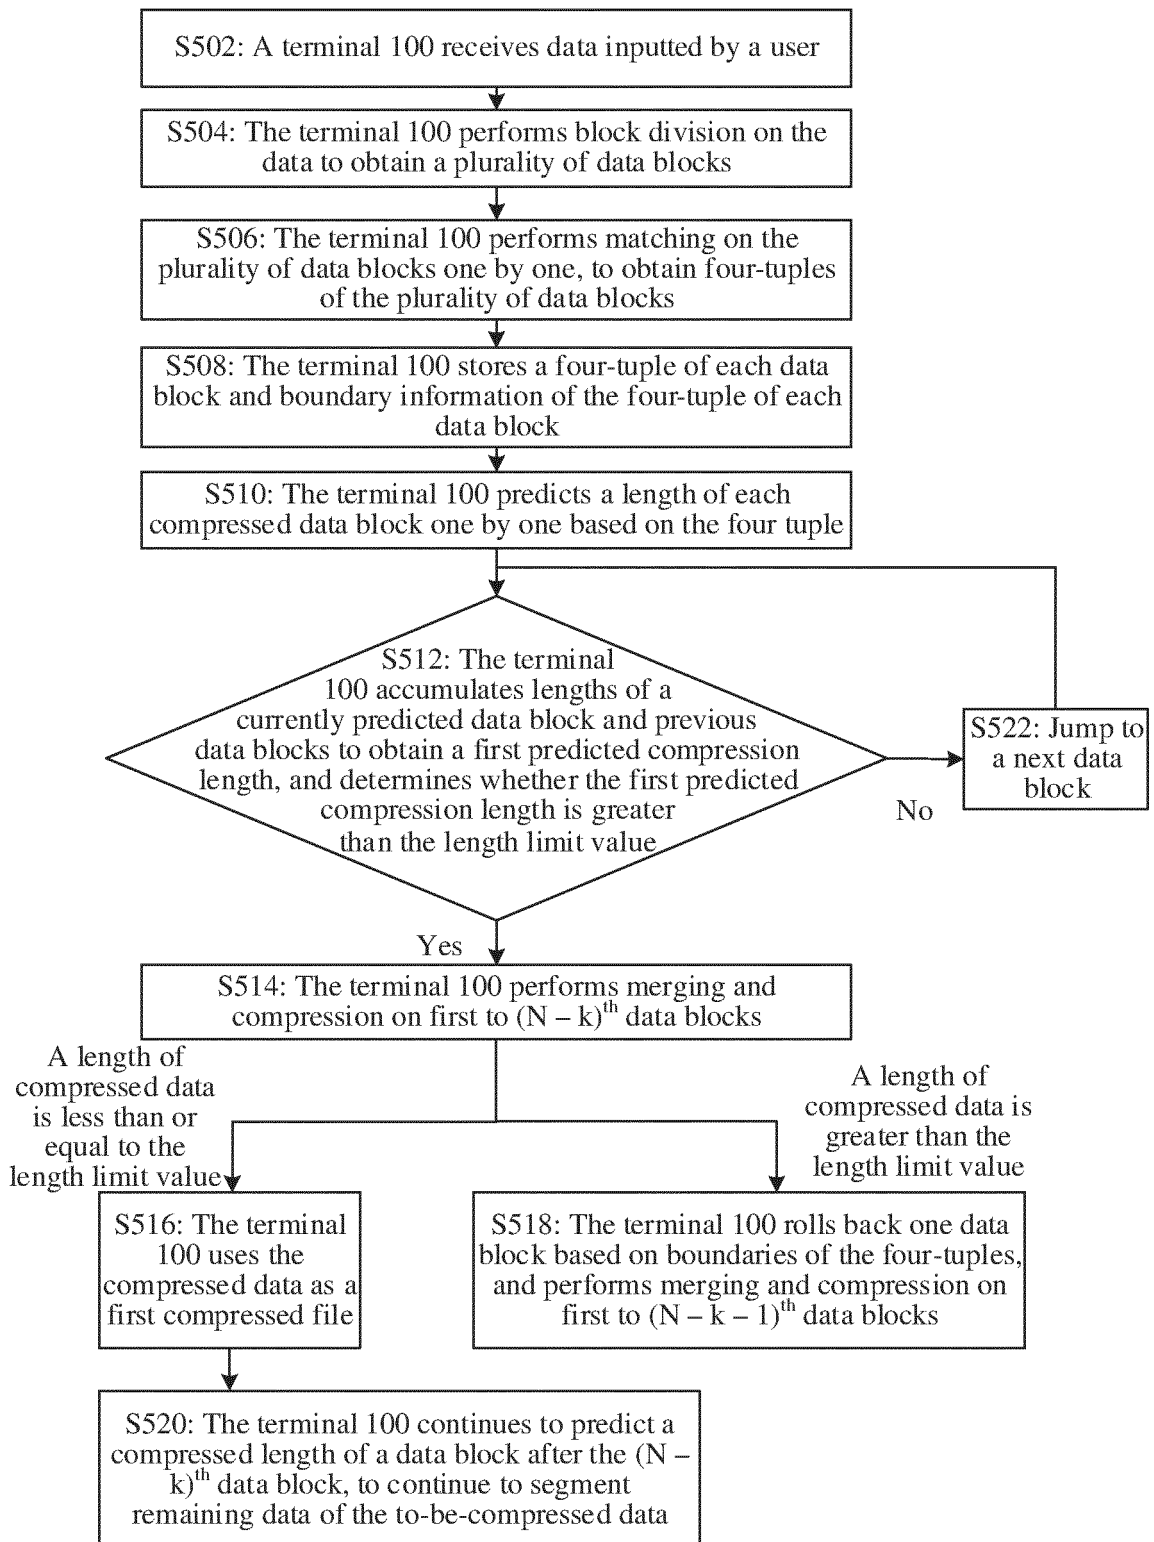 S502: A terminal 100 receives data inputted by a user
S504: The terminal 100 performs block division on the
data to obtain a plurality of data blocks
S506: The terminal 100 performs matching on the
plurality of data blocks one by one, to obtain four-tuples
of the plurality of data blocks
S508: The terminal 100 stores a four-tuple of each data
block and boundary information of the four-tuple of each
data block
S510: The terminal 100 predicts a length of each
compressed data block one by one based on the four tuple
S512: The terminal
100 accumulates lengths of a
currently predicted data block and previous
data blocks to obtain a first predicted compression
length, and determines whether the first predicted
compression length is greater
than the length limit value
S522: Jump to
a next data
block
No
Yes
S514: The terminal 100 performs merging and
compression on first to (N – k)th data blocks
A length of
compressed data
is less than or
equal to the
length limit value
A length of
compressed data is
greater than the
length limit value
S516: The terminal
100 uses the
compressed data as a
first compressed file
S518: The terminal 100 rolls back one data
block based on boundaries of the four-tuples,
and performs merging and compression on
first to (N – k – 1)th data blocks
S520: The terminal 100 continues to predict a
compressed length of a data block after the (N –
k)th data block, to continue to segment
remaining data of the to-be-compressed data